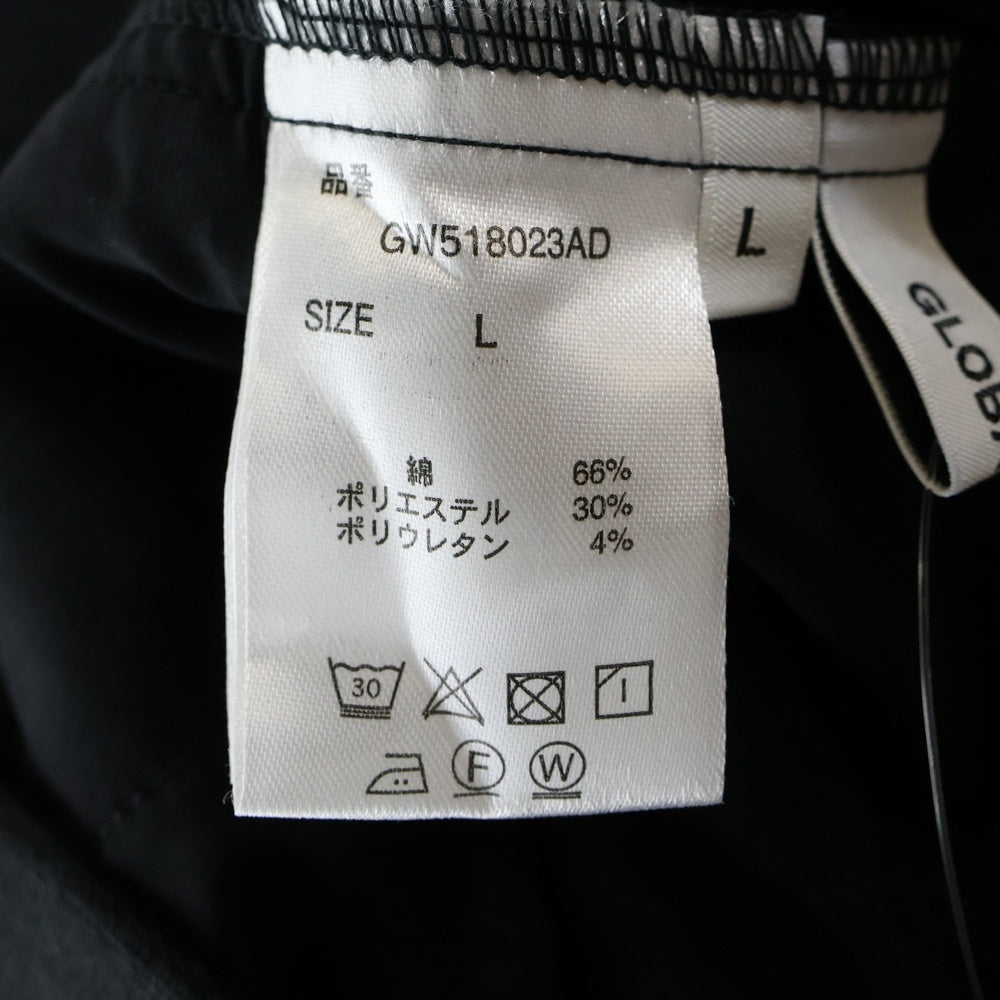 品番
GW518023AD
SIZE L
綿 66%
ポリエステル 30%
ポリウレタン 4%
30
F W
L